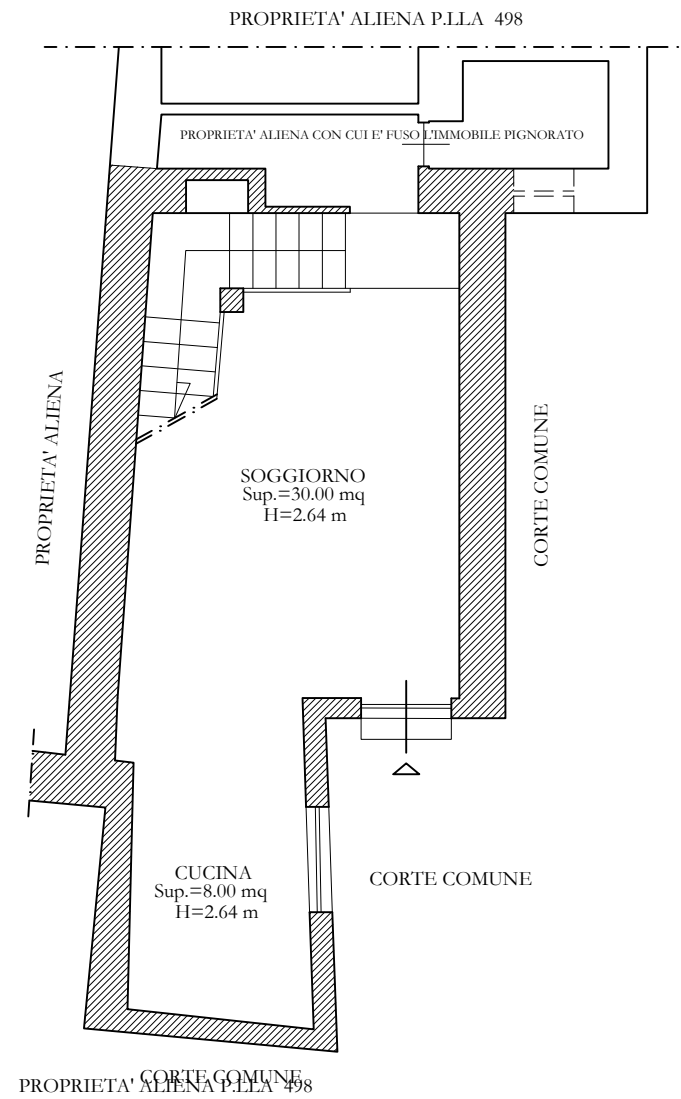 PROPRIETA' ALIENA P.LLA 498
PROPRIETA' ALIENA CON CUI E' FUSO L'IMMOBILE PIGNORATO
PROPRIETA' ALIENA
CORTE COMUNE
SOGGIORNO
Sup.=30.00 mq
H=2.64 m
CUCINA
Sup.=8.00 mq
H=2.64 m
CORTE COMUNE
CORTE COMUNE
PROPRIETA' ALIENA P.LLA 498